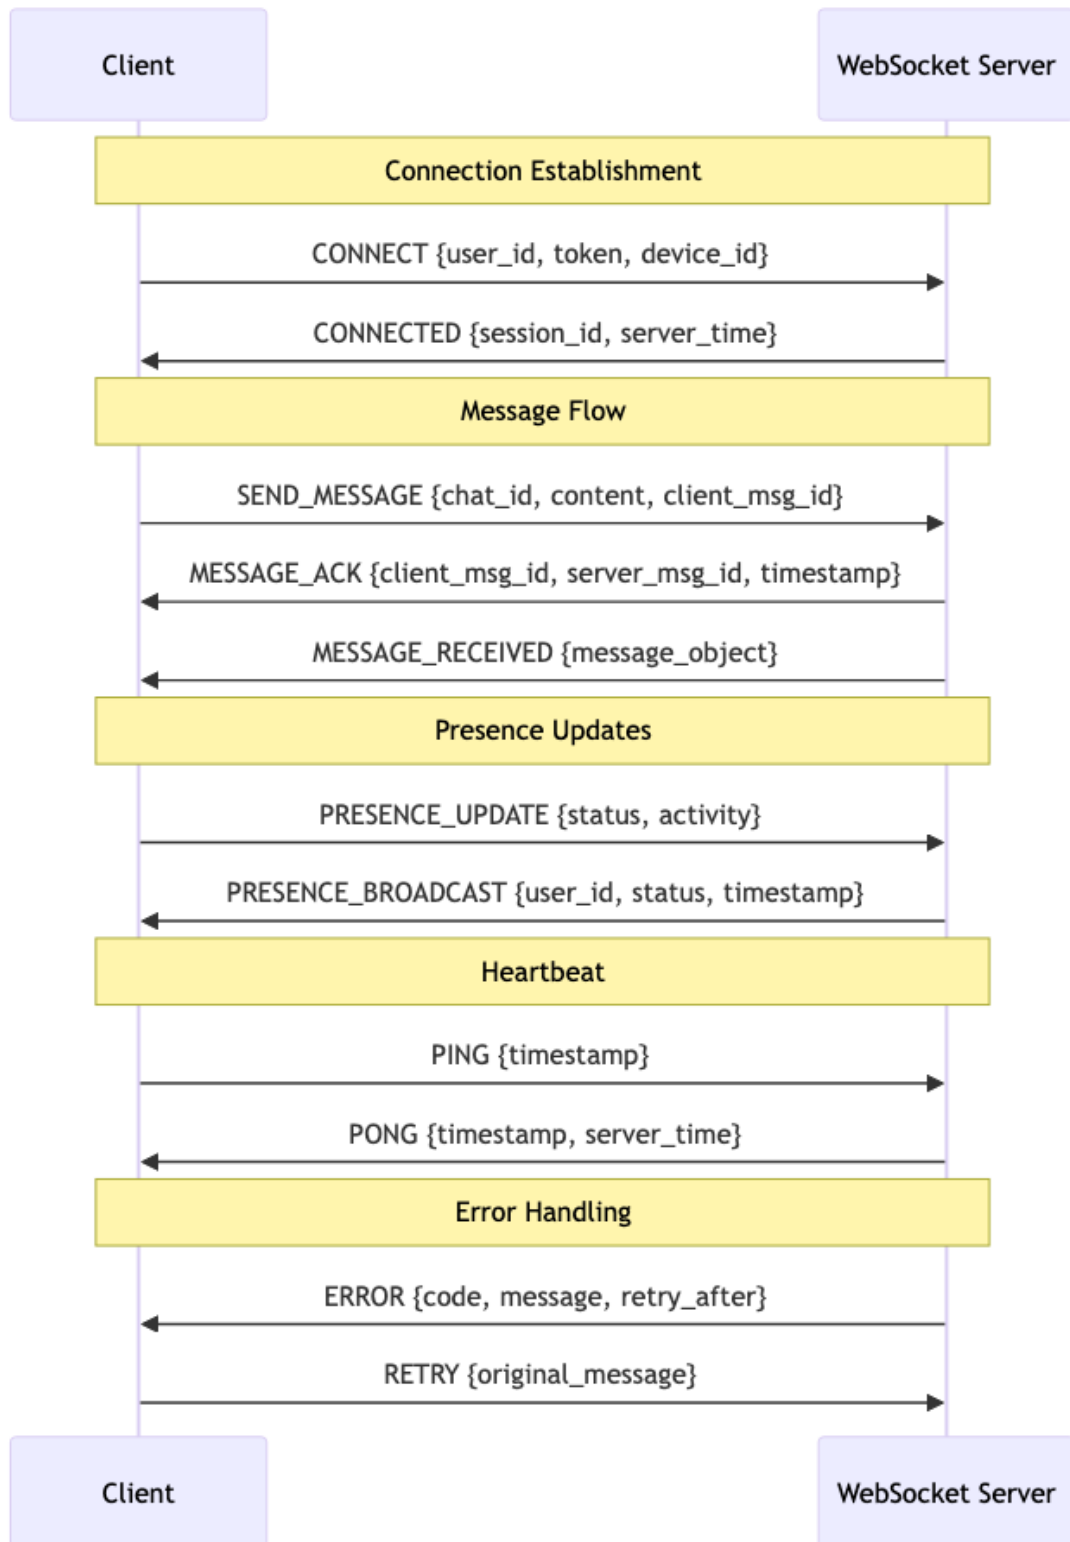 Client
WebSocket Server
Connection Establishment
CONNECT {user_id, token, device_id}
CONNECTED {session_id, server_time}
Message Flow
SEND_MESSAGE {chat_id, content, client_msg_id}
MESSAGE_ACK {client_msg_id, server_msg_id, timestamp}
MESSAGE_RECEIVED {message_object}
Presence Updates
PRESENCE_UPDATE {status, activity}
PRESENCE_BROADCAST {user_id, status, timestamp}
Heartbeat
PING {timestamp}
PONG {timestamp, server_time}
Error Handling
ERROR {code, message, retry_after}
RETRY {original_message}
Client
WebSocket Server